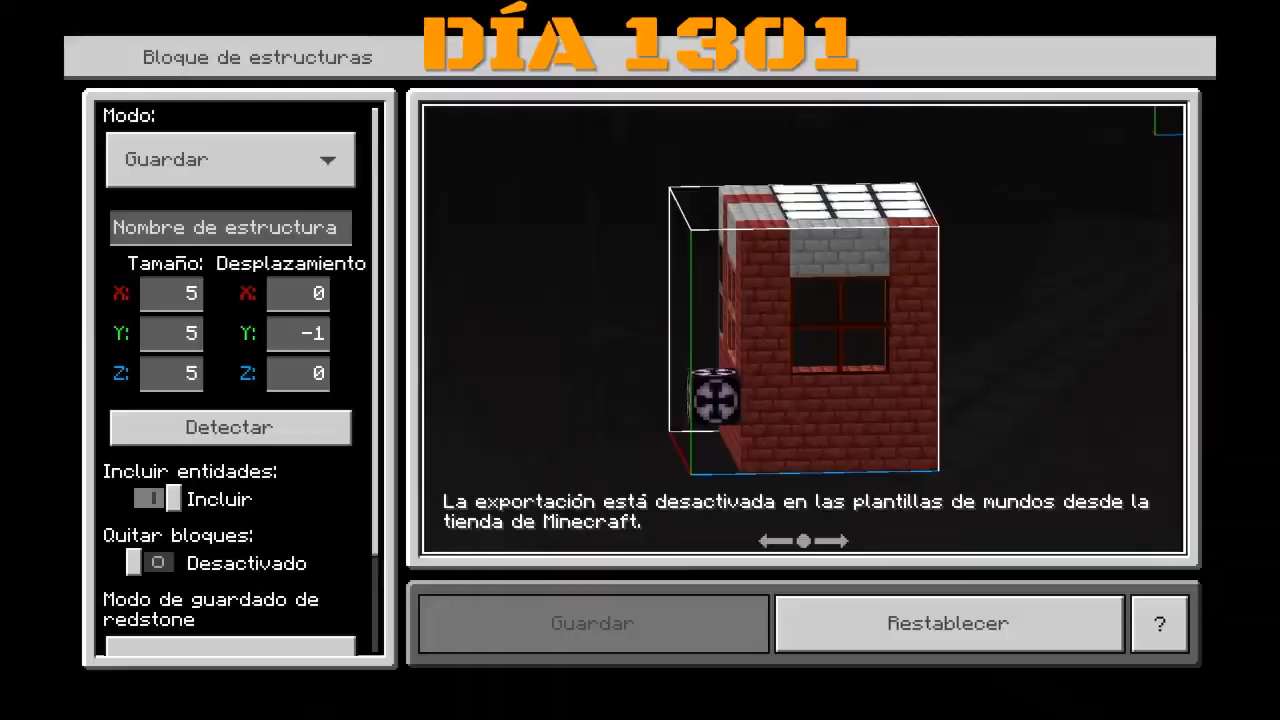 DÍA 1301
Bloque de estructuras
Modo:
Guardar
Nombre de estructura
Tamaño: Desplazamiento
X: 5 X: 0
Y: 5 Y: -1
Z: 5 Z: 0
Detectar
Incluir entidades:
Incluir
Quitar bloques:
Desactivado
Modo de guardado de
redstone
La exportación está desactivada en las plantillas de mundos desde la
tienda de Minecraft.
Guardar
Restablecer
?